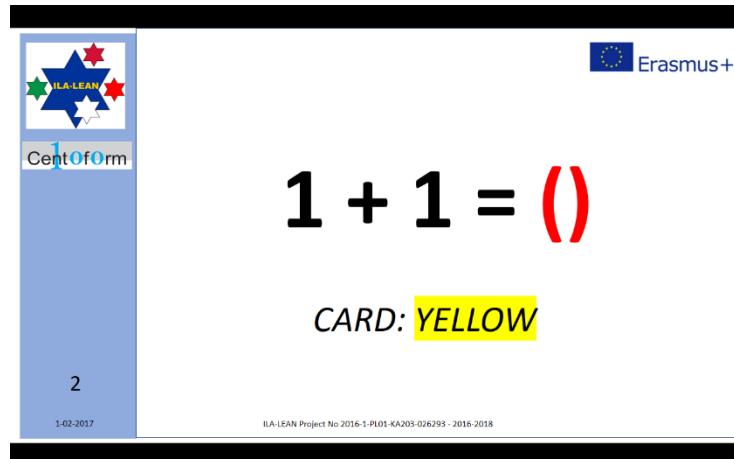 ILA-LEAN
Erasmus+
Cent100form
1 + 1 = ()
CARD: YELLOW
2
1-02-2017
ILA-LEAN Project No 2016-1-PL01-KA203-026293 - 2016-2018